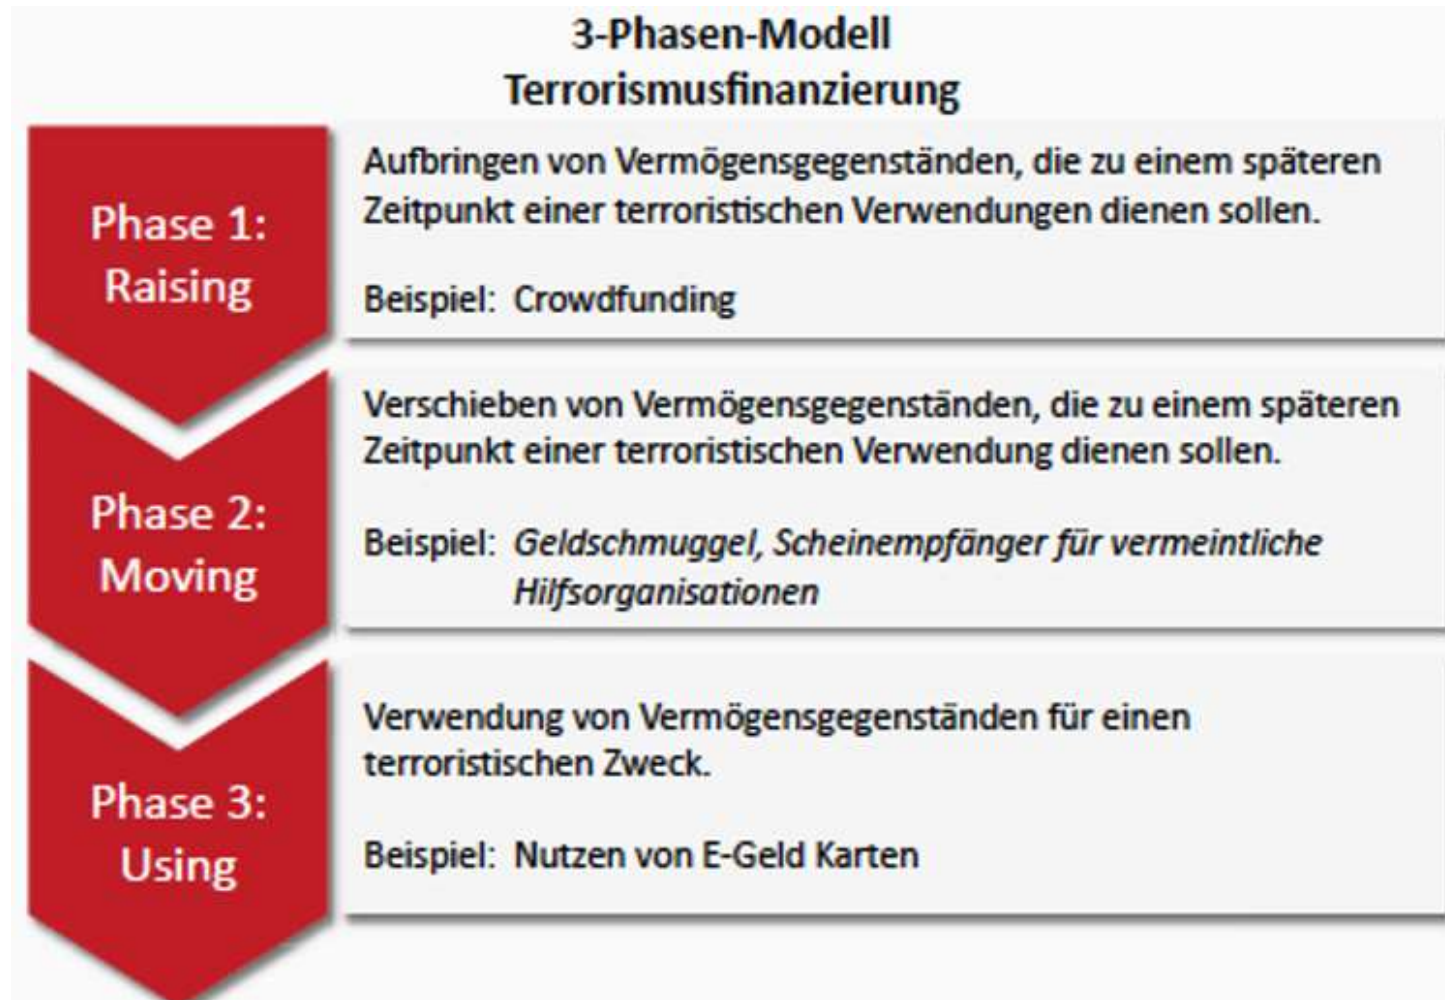 3-Phasen-Modell
Terrorismusfinanzierung
Phase 1:
Raising
Aufbringen von Vermögensgegenständen, die zu einem späteren
Zeitpunkt einer terroristischen Verwendungen dienen sollen.
Beispiel: Crowdfunding
Phase 2:
Moving
Verschieben von Vermögensgegenständen, die zu einem späteren
Zeitpunkt einer terroristischen Verwendung dienen sollen.
Beispiel: Geldschmuggel, Scheinempfänger für vermeintliche
Hilfsorganisationen
Phase 3:
Using
Verwendung von Vermögensgegenständen für einen
terroristischen Zweck.
Beispiel: Nutzen von E-Geld Karten